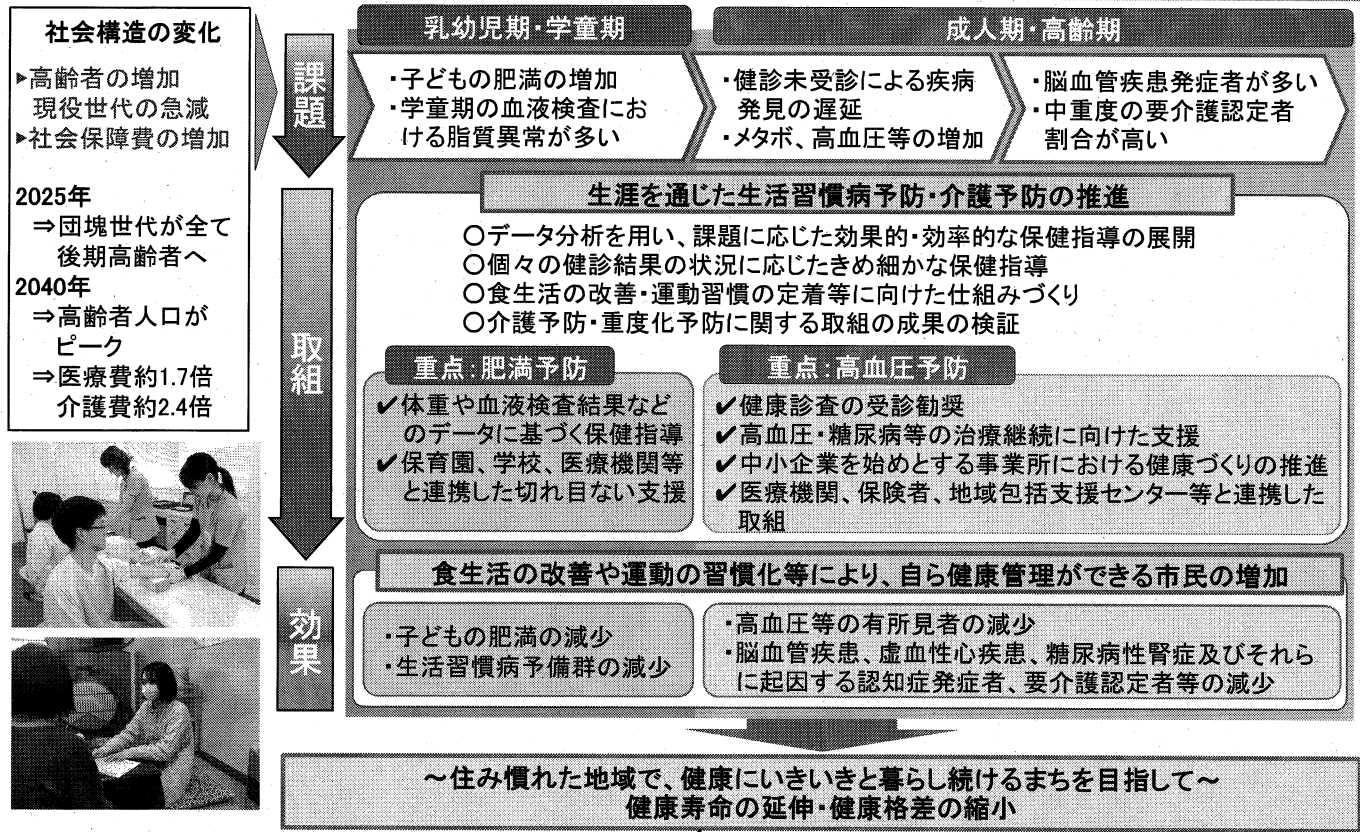 社会構造の変化
▶高齢者の増加
現役世代の急減
▶社会保障費の増加
2025年
⇒団塊世代が全て
後期高齢者へ
2040年
⇒高齢者人口が
ピーク
⇒医療費約1.7倍
介護費約2.4倍
課題
乳幼児期・学童期
・子どもの肥満の増加
・学童期の血液検査にお
ける脂質異常が多い
成人期・高齢期
・健診未受診による疾病
発見の遅延
・メタボ、高血圧等の増加
・脳血管疾患発症者が多い
・中重度の要介護認定者
割合が高い
取組
生涯を通じた生活習慣病予防・介護予防の推進
○データ分析を用い、課題に応じた効果的・効率的な保健指導の展開
○個々の健診結果の状況に応じたきめ細かな保健指導
○食生活の改善・運動習慣の定着等に向けた仕組みづくり
○介護予防・重度化予防に関する取組の成果の検証
重点：肥満予防
✔体重や血液検査結果など
のデータに基づく保健指導
✔保育園、学校、医療機関等
と連携した切れ目ない支援
重点：高血圧予防
✔健康診査の受診勧奨
✔高血圧・糖尿病等の治療継続に向けた支援
✔中小企業を始めとする事業所における健康づくりの推進
✔医療機関、保険者、地域包括支援センター等と連携した
取組
効果
食生活の改善や運動の習慣化等により、自ら健康管理ができる市民の増加
・子どもの肥満の減少
・生活習慣病予備群の減少
・高血圧等の有所見者の減少
・脳血管疾患、虚血性心疾患、糖尿病性腎症及びそれら
に起因する認知症発症者、要介護認定者等の減少
～住み慣れた地域で、健康にいきいきと暮らし続けるまちを目指して～
健康寿命の延伸・健康格差の縮小